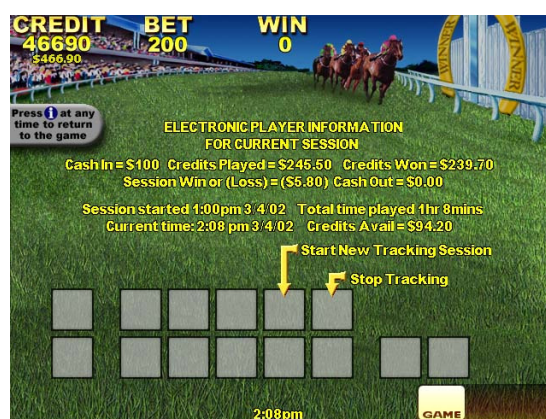 CREDIT BET WIN
46690 200 0
$466.90
WINNER
WINNER
Press i at any
time to return
to the game
ELECTRONIC PLAYER INFORMATION
FOR CURRENT SESSION
Cash In = $100 Credits Played = $245.50 Credits Won = $239.70
Session Win or (Loss) = ($5.80) Cash Out = $0.00
Session started 1:00pm 3/4/02 Total time played 1hr 8mins
Current time: 2:08 pm 3/4/02 Credits Avail = $94.20
Start New Tracking Session
Stop Tracking
2:08pm
GAME